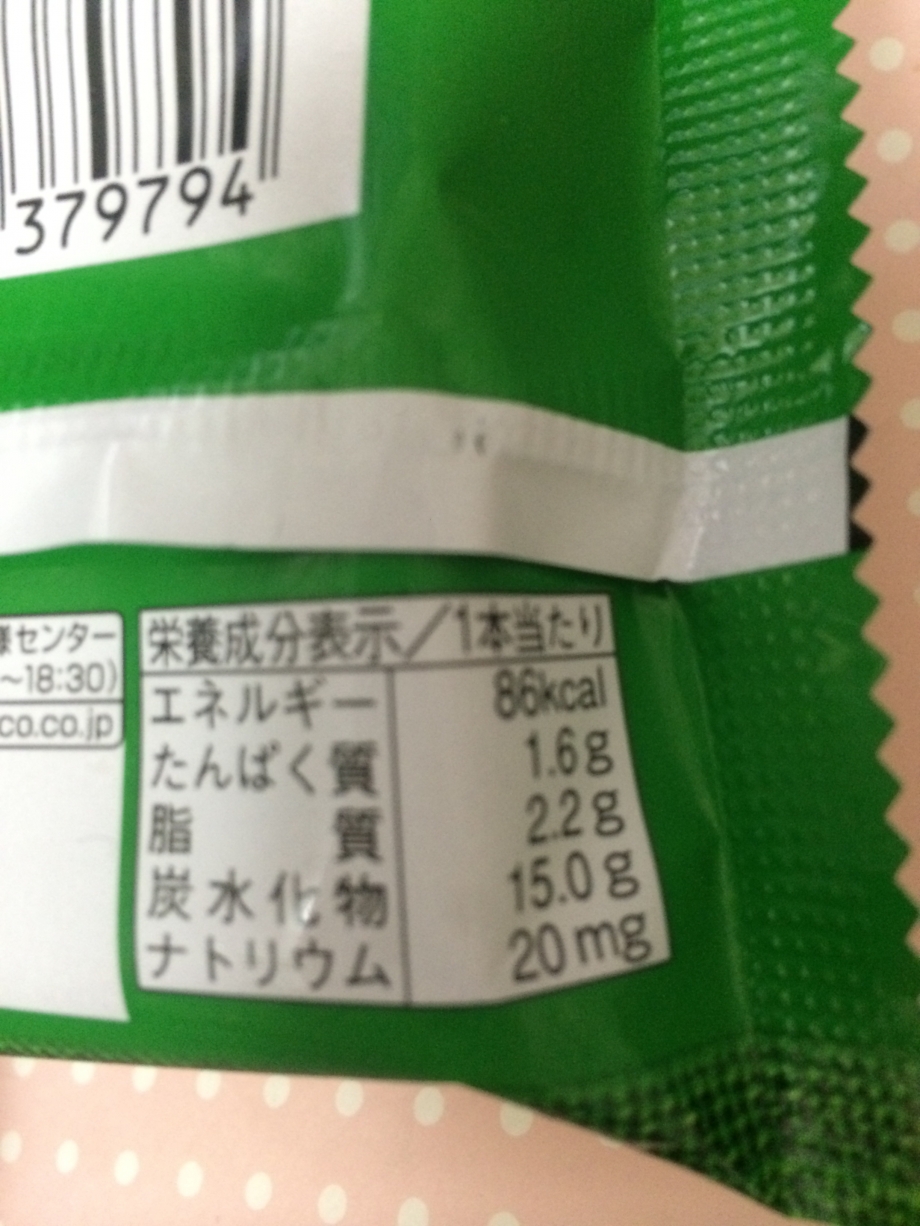 379794
様センター
~18:30)
co.co.jp
栄養成分表示/1本当たり
エネルギー 86kcal
たんぱく質 1.6g
脂質 2.2g
炭水化物 15.0g
ナトリウム 20mg